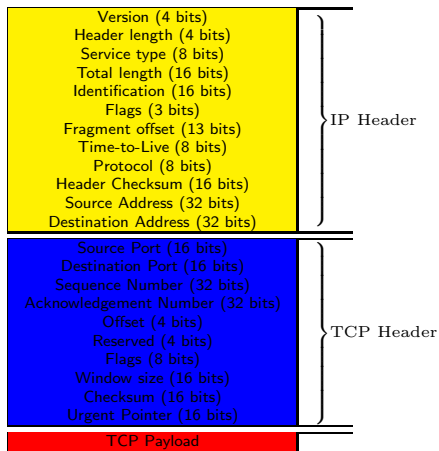 Version (4 bits)
Header length (4 bits)
Service type (8 bits)
Total length (16 bits)
Identification (16 bits)
Flags (3 bits)
Fragment offset (13 bits)
Time-to-Live (8 bits)
Protocol (8 bits)
Header Checksum (16 bits)
Source Address (32 bits)
Destination Address (32 bits)
IP Header
Source Port (16 bits)
Destination Port (16 bits)
Sequence Number (32 bits)
Acknowledgement Number (32 bits)
Offset (4 bits)
Reserved (4 bits)
Flags (8 bits)
Window size (16 bits)
Checksum (16 bits)
Urgent Pointer (16 bits)
TCP Header
TCP Payload